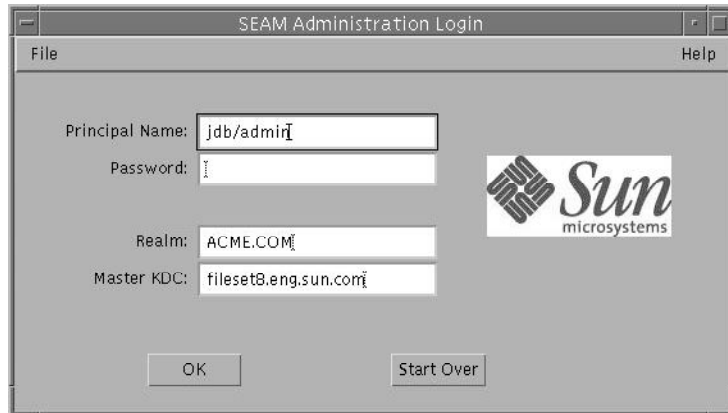 SEAM Administration Login
File Help
Principal Name: jdb/admin
Password:
Realm: ACME.COM
Master KDC: fileset8.eng.sun.com
Sun
microsystems
OK Start Over